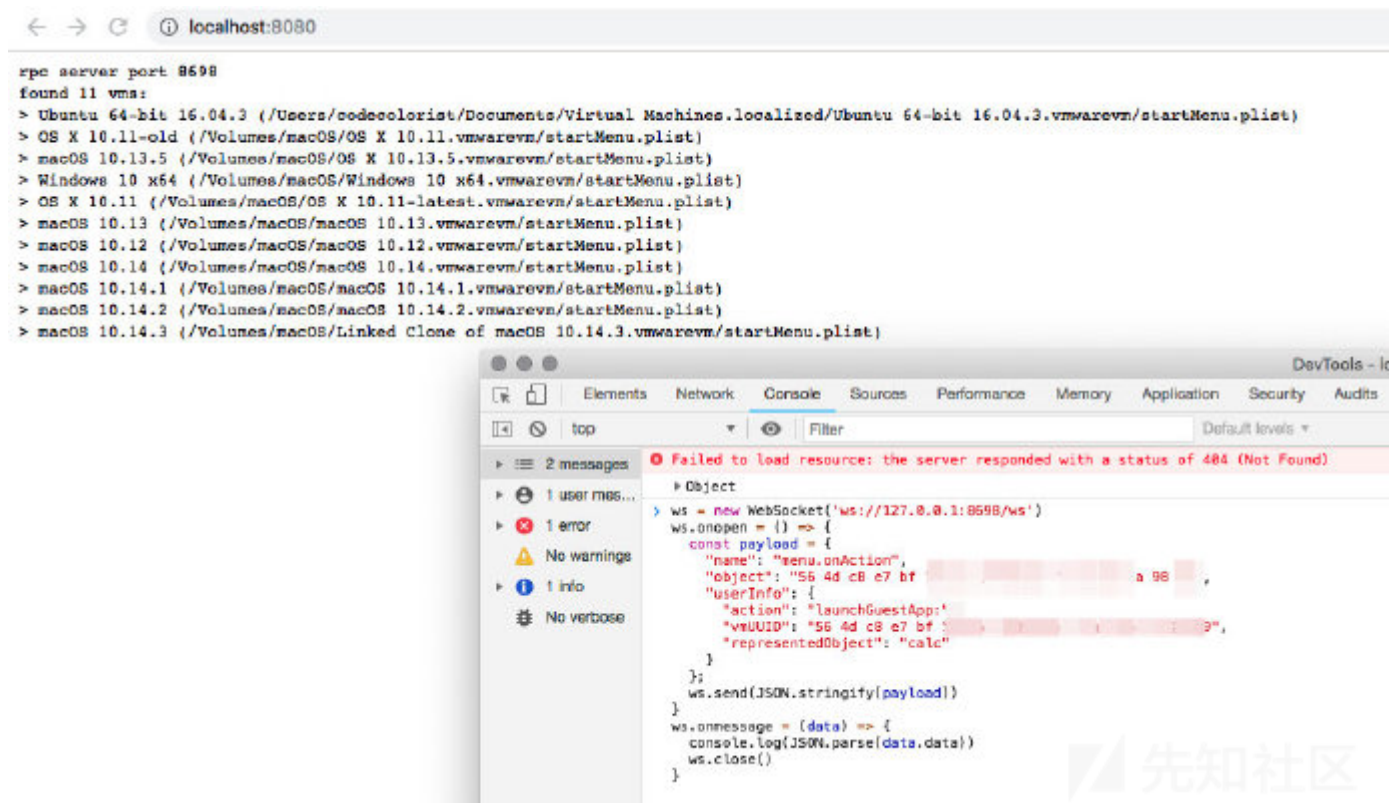 localhost:8080
rpc server port 8698
found 11 vms:
> Ubuntu 64-bit 16.04.3 (/Users/codecolorist/Documents/Virtual Machines.localized/Ubuntu 64-bit 16.04.3.vmwarevm/startMenu.plist)
> OS X 10.11-old (/Volumes/macOS/OS X 10.11.vmwarevm/startMenu.plist)
> macOS 10.13.5 (/Volumes/macOS/OS X 10.13.5.vmwarevm/startMenu.plist)
> Windows 10 x64 (/Volumes/macOS/Windows 10 x64.vmwarevm/startMenu.plist)
> OS X 10.11 (/Volumes/macOS/OS X 10.11-latest.vmwarevm/startMenu.plist)
> macOS 10.13 (/Volumes/macOS/macOS 10.13.vmwarevm/startMenu.plist)
> macOS 10.12 (/Volumes/macOS/macOS 10.12.vmwarevm/startMenu.plist)
> macOS 10.14 (/Volumes/macOS/macOS 10.14.vmwarevm/startMenu.plist)
> macOS 10.14.1 (/Volumes/macOS/macOS 10.14.1.vmwarevm/startMenu.plist)
> macOS 10.14.2 (/Volumes/macOS/macOS 10.14.2.vmwarevm/startMenu.plist)
> macOS 10.14.3 (/Volumes/macOS/Linked Clone of macOS 10.14.3.vmwarevm/startMenu.plist)
DevTools - lo
Elements Network Console Sources Performance Memory Application Security Audits
top Filter Default levels ▾
2 messages
1 user mes...
1 error
No warnings
1 info
No verbose
Failed to load resource: the server responded with a status of 404 (Not Found)
▸ Object
> ws = new WebSocket('ws://127.0.0.1:8698/ws')
ws.onopen = () => {
const payload = {
"name": "menu.onAction",
"object": "56 4d c8 e7 bf a 98 ,
"userInfo": {
"action": "launchGuestApp:"
"vmUUID": "56 4d c8 e7 bf 9",
"representedObject": "calc"
}
};
ws.send(JSON.stringify(payload))
}
ws.onmessage = (data) => {
console.log(JSON.parse(data.data))
ws.close()
}
先知社区